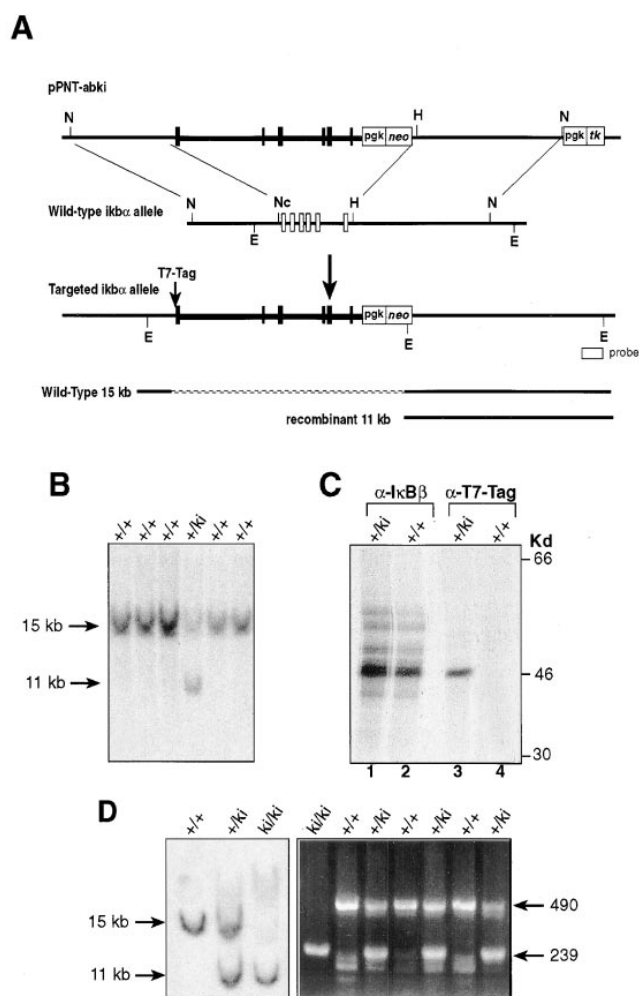 A
pPNT-abki
N
H
N
pgk neo
pgk tk
Wild-type ikbα allele
N
Nc
H
N
E
E
T7-Tag
Targeted ikbα allele
pgk neo
E
E
E
probe
Wild-Type 15 kb
recombinant 11 kb
B
+/+ +/+ +/+ +/ki +/+ +/+
15 kb
11 kb
C
α-IκBβ α-T7-Tag
+/ki +/+ +/ki +/+ Kd
66
46
30
1 2 3 4
D
+/+ +/ki ki/ki
15 kb
11 kb
ki/ki +/+ +/ki +/+ +/ki +/+ +/ki
490
239